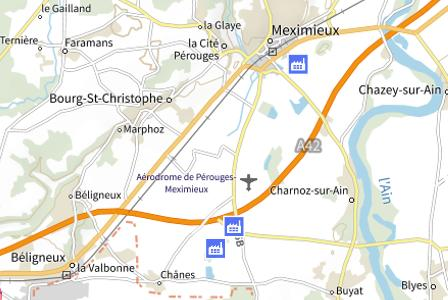 le Gailland
la Glaye
Meximieux
Ternière
Faramans
la Cité
Pérouges
Bourg-St-Christophe
Chazey-sur-Ain
Marphoz
A42
Aérodrome de Pérouges-
Meximieux
l'Ain
Béligneux
Charnoz-sur-Ain
Béligneux
la Valbonne
Chânes
Buyat
Blyes